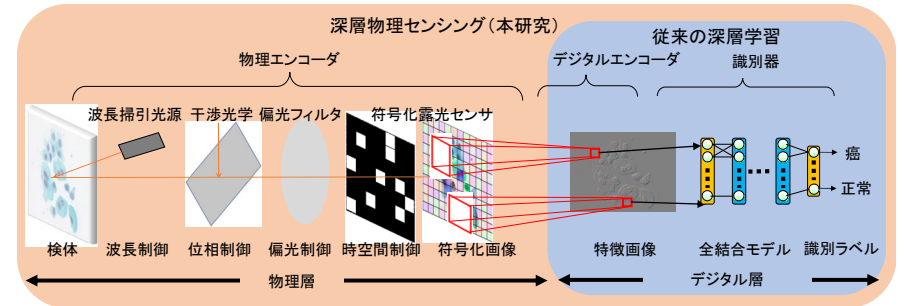 深層物理センシング（本研究）
従来の深層学習
物理エンコーダ
デジタルエンコーダ
識別器
波長掃引光源 干渉光学 偏光フィルタ 符号化露光センサ
癌
正常
検体 波長制御 位相制御 偏光制御 時空間制御 符号化画像 特徴画像 全結合モデル 識別ラベル
物理層 デジタル層